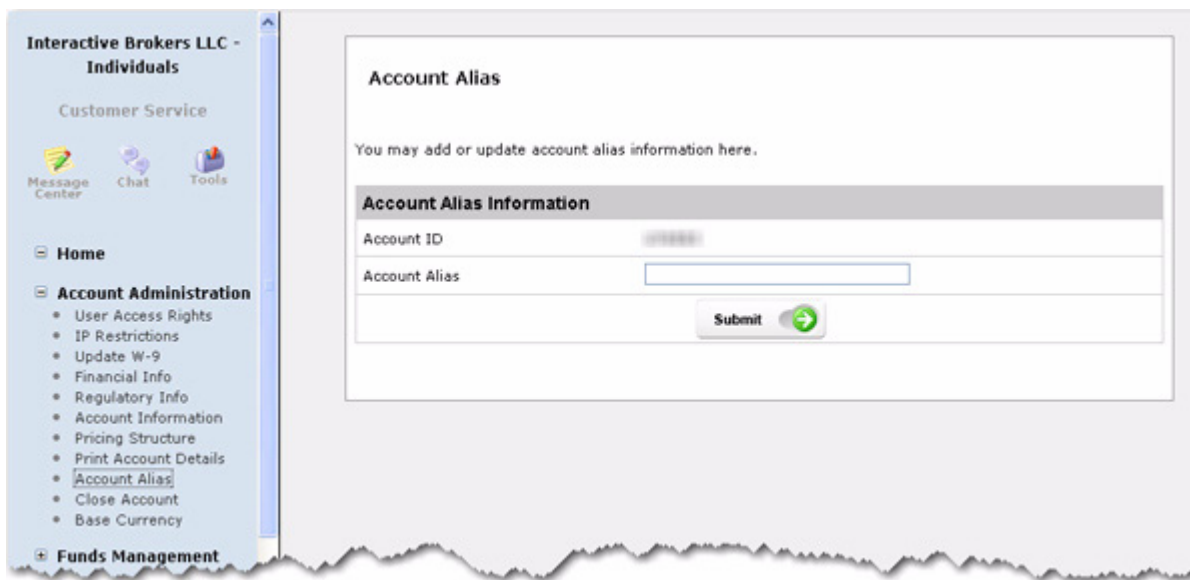 Interactive Brokers LLC -
Individuals
Customer Service
Message
Center
Chat
Tools
Home
Account Administration
User Access Rights
IP Restrictions
Update W-9
Financial Info
Regulatory Info
Account Information
Pricing Structure
Print Account Details
Account Alias
Close Account
Base Currency
Funds Management
Account Alias
You may add or update account alias information here.
Account Alias Information
Account ID
Account Alias
Submit